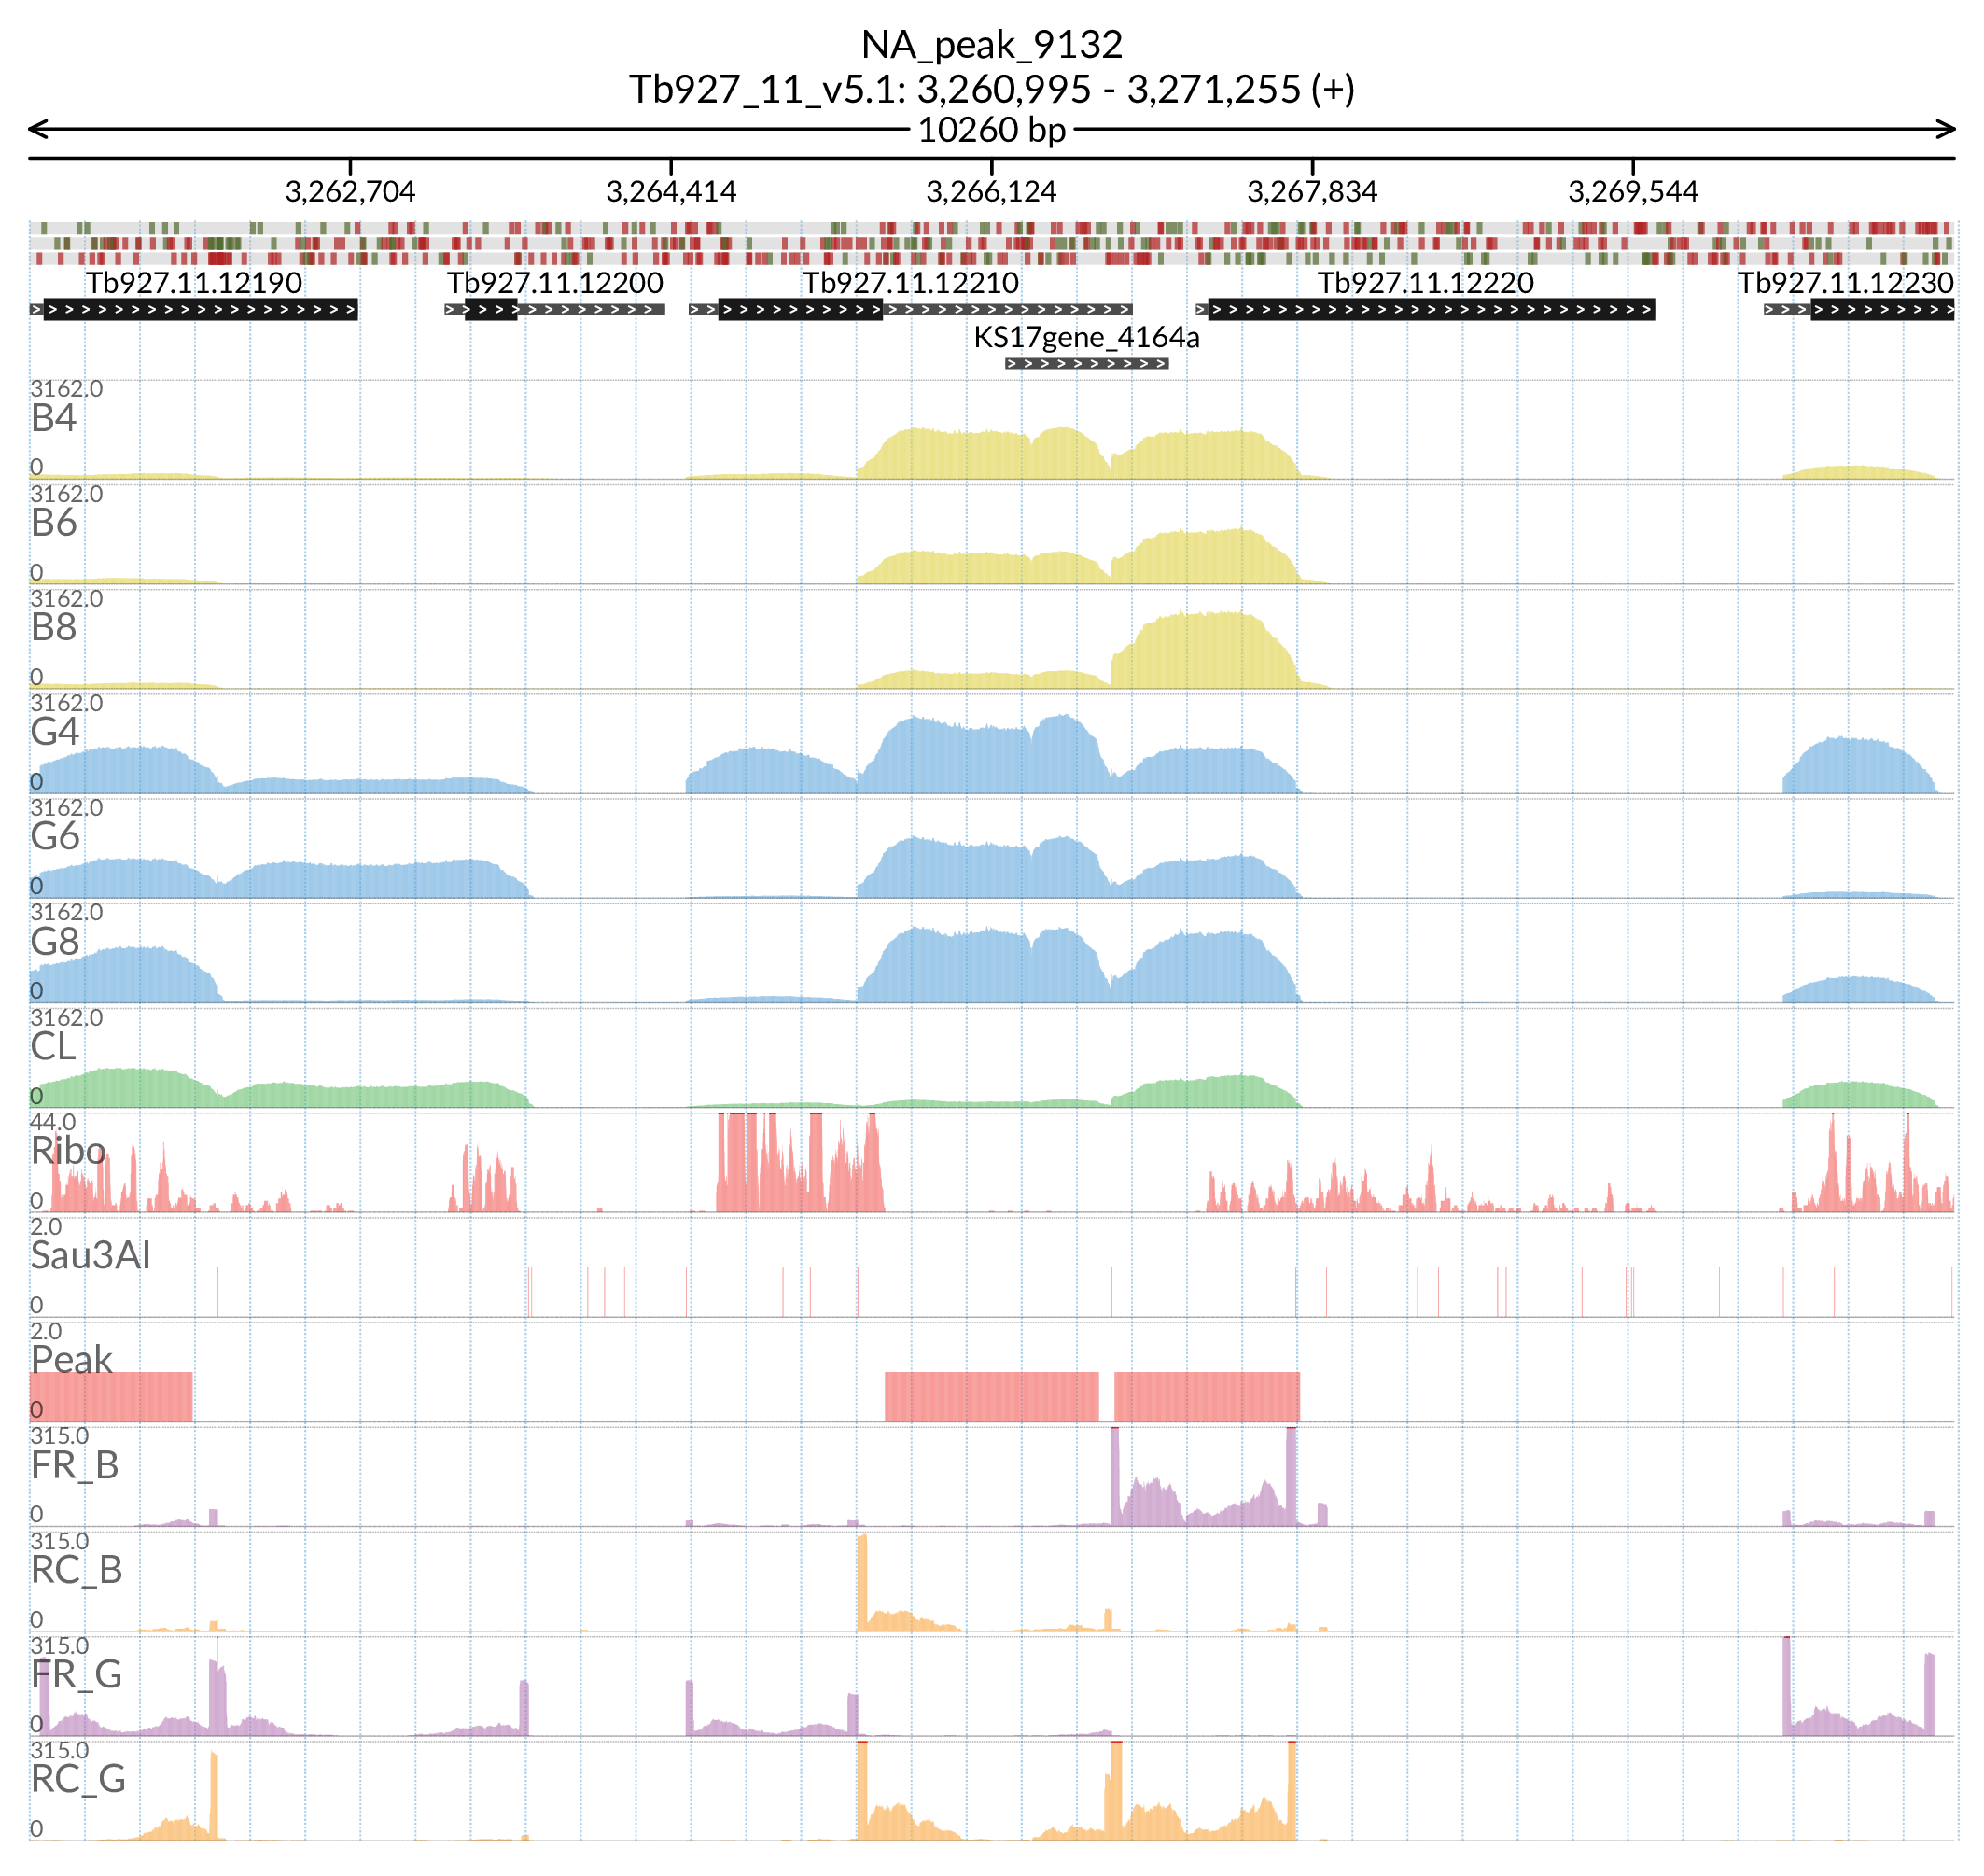 NA_peak_9132
Tb927_11_v5.1: 3,260,995 - 3,271,255 (+)
10260 bp
3,262,704 3,264,414 3,266,124 3,267,834 3,269,544
Tb927.11.12190 Tb927.11.12200 Tb927.11.12210 Tb927.11.12220 Tb927.11.12230
KS17gene_4164a
3162.0
B4
0
3162.0
B6
0
3162.0
B8
0
3162.0
G4
0
3162.0
G6
0
3162.0
G8
0
3162.0
CL
0
44.0
Ribo
0
2.0
Sau3AI
0
2.0
Peak
0
315.0
FR_B
0
315.0
RC_B
0
315.0
FR_G
0
315.0
RC_G
0